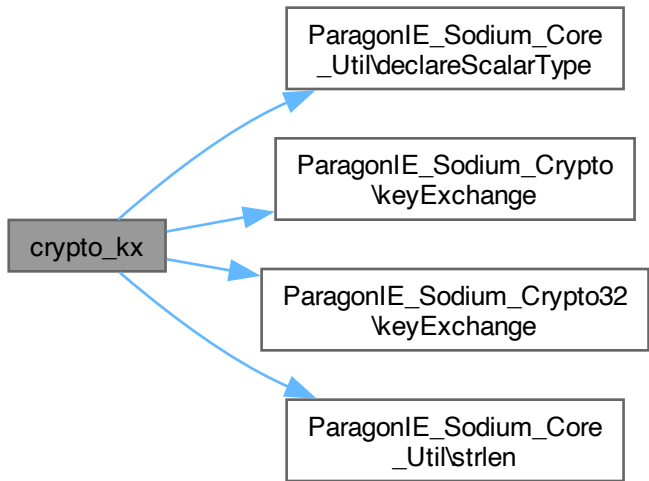 ParagonIE_Sodium_Core
_Util\declareScalarType
ParagonIE_Sodium_Crypto
\keyExchange
crypto_kx
ParagonIE_Sodium_Crypto32
\keyExchange
ParagonIE_Sodium_Core
_Util\strlen